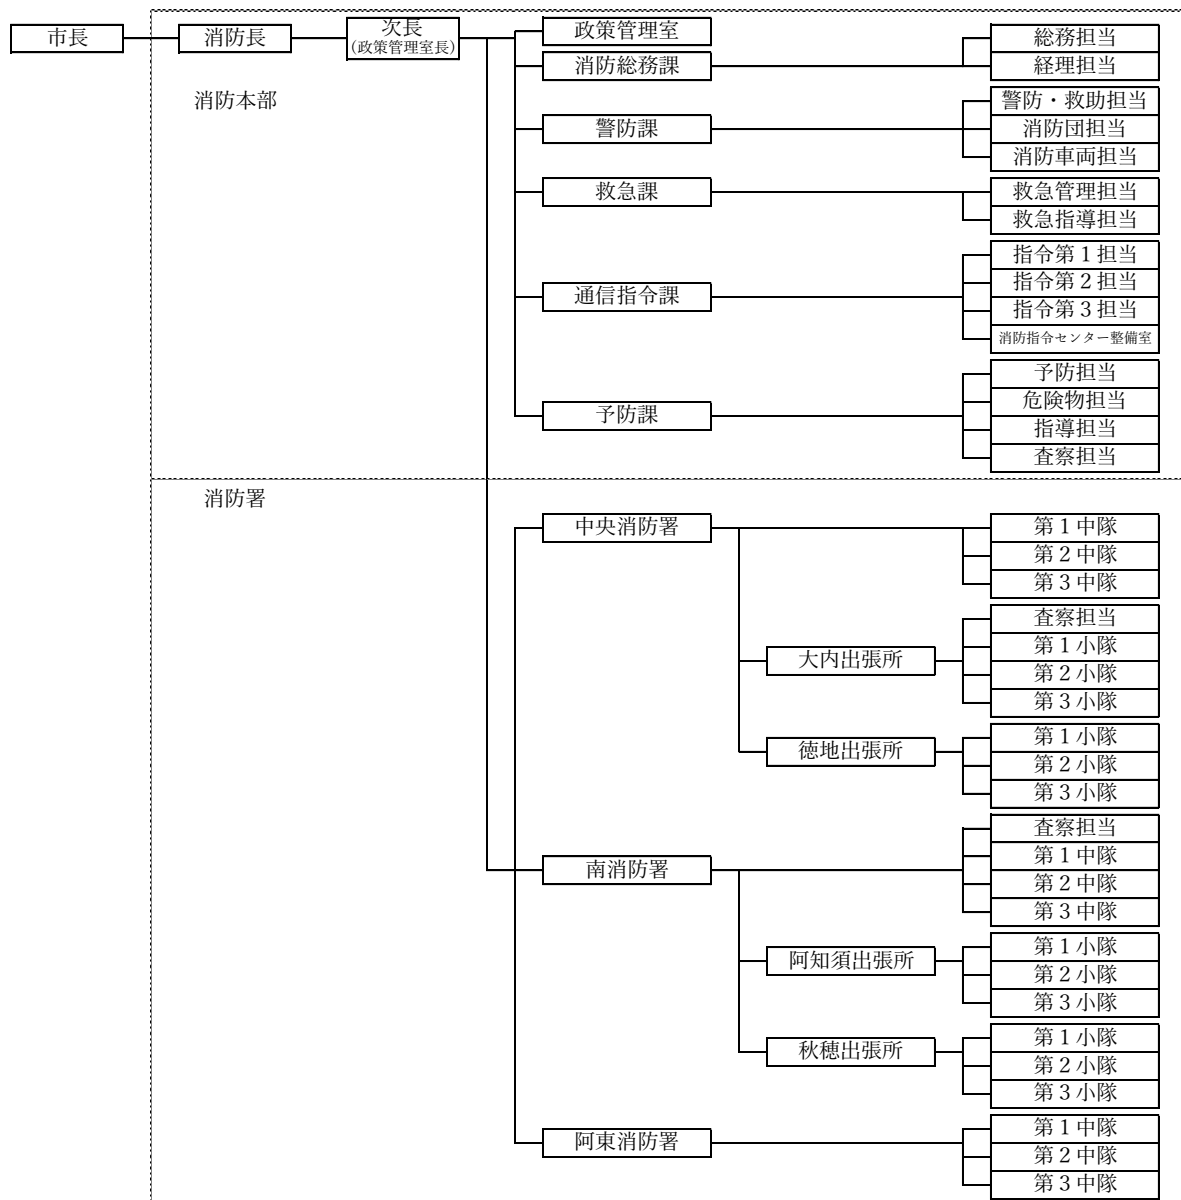 市長
消防長
次長
(政策管理室長)
消防本部
政策管理室
消防総務課
総務担当
経理担当
警防課
警防・救助担当
消防団担当
消防車両担当
救急課
救急管理担当
救急指導担当
通信指令課
指令第１担当
指令第２担当
指令第３担当
消防指令センター整備室
予防課
予防担当
危険物担当
指導担当
査察担当
消防署
中央消防署
第１中隊
第２中隊
第３中隊
大内出張所
査察担当
第１小隊
第２小隊
第３小隊
徳地出張所
第１小隊
第２小隊
第３小隊
南消防署
査察担当
第１中隊
第２中隊
第３中隊
阿知須出張所
第１小隊
第２小隊
第３小隊
秋穂出張所
第１小隊
第２小隊
第３小隊
阿東消防署
第１中隊
第２中隊
第３中隊